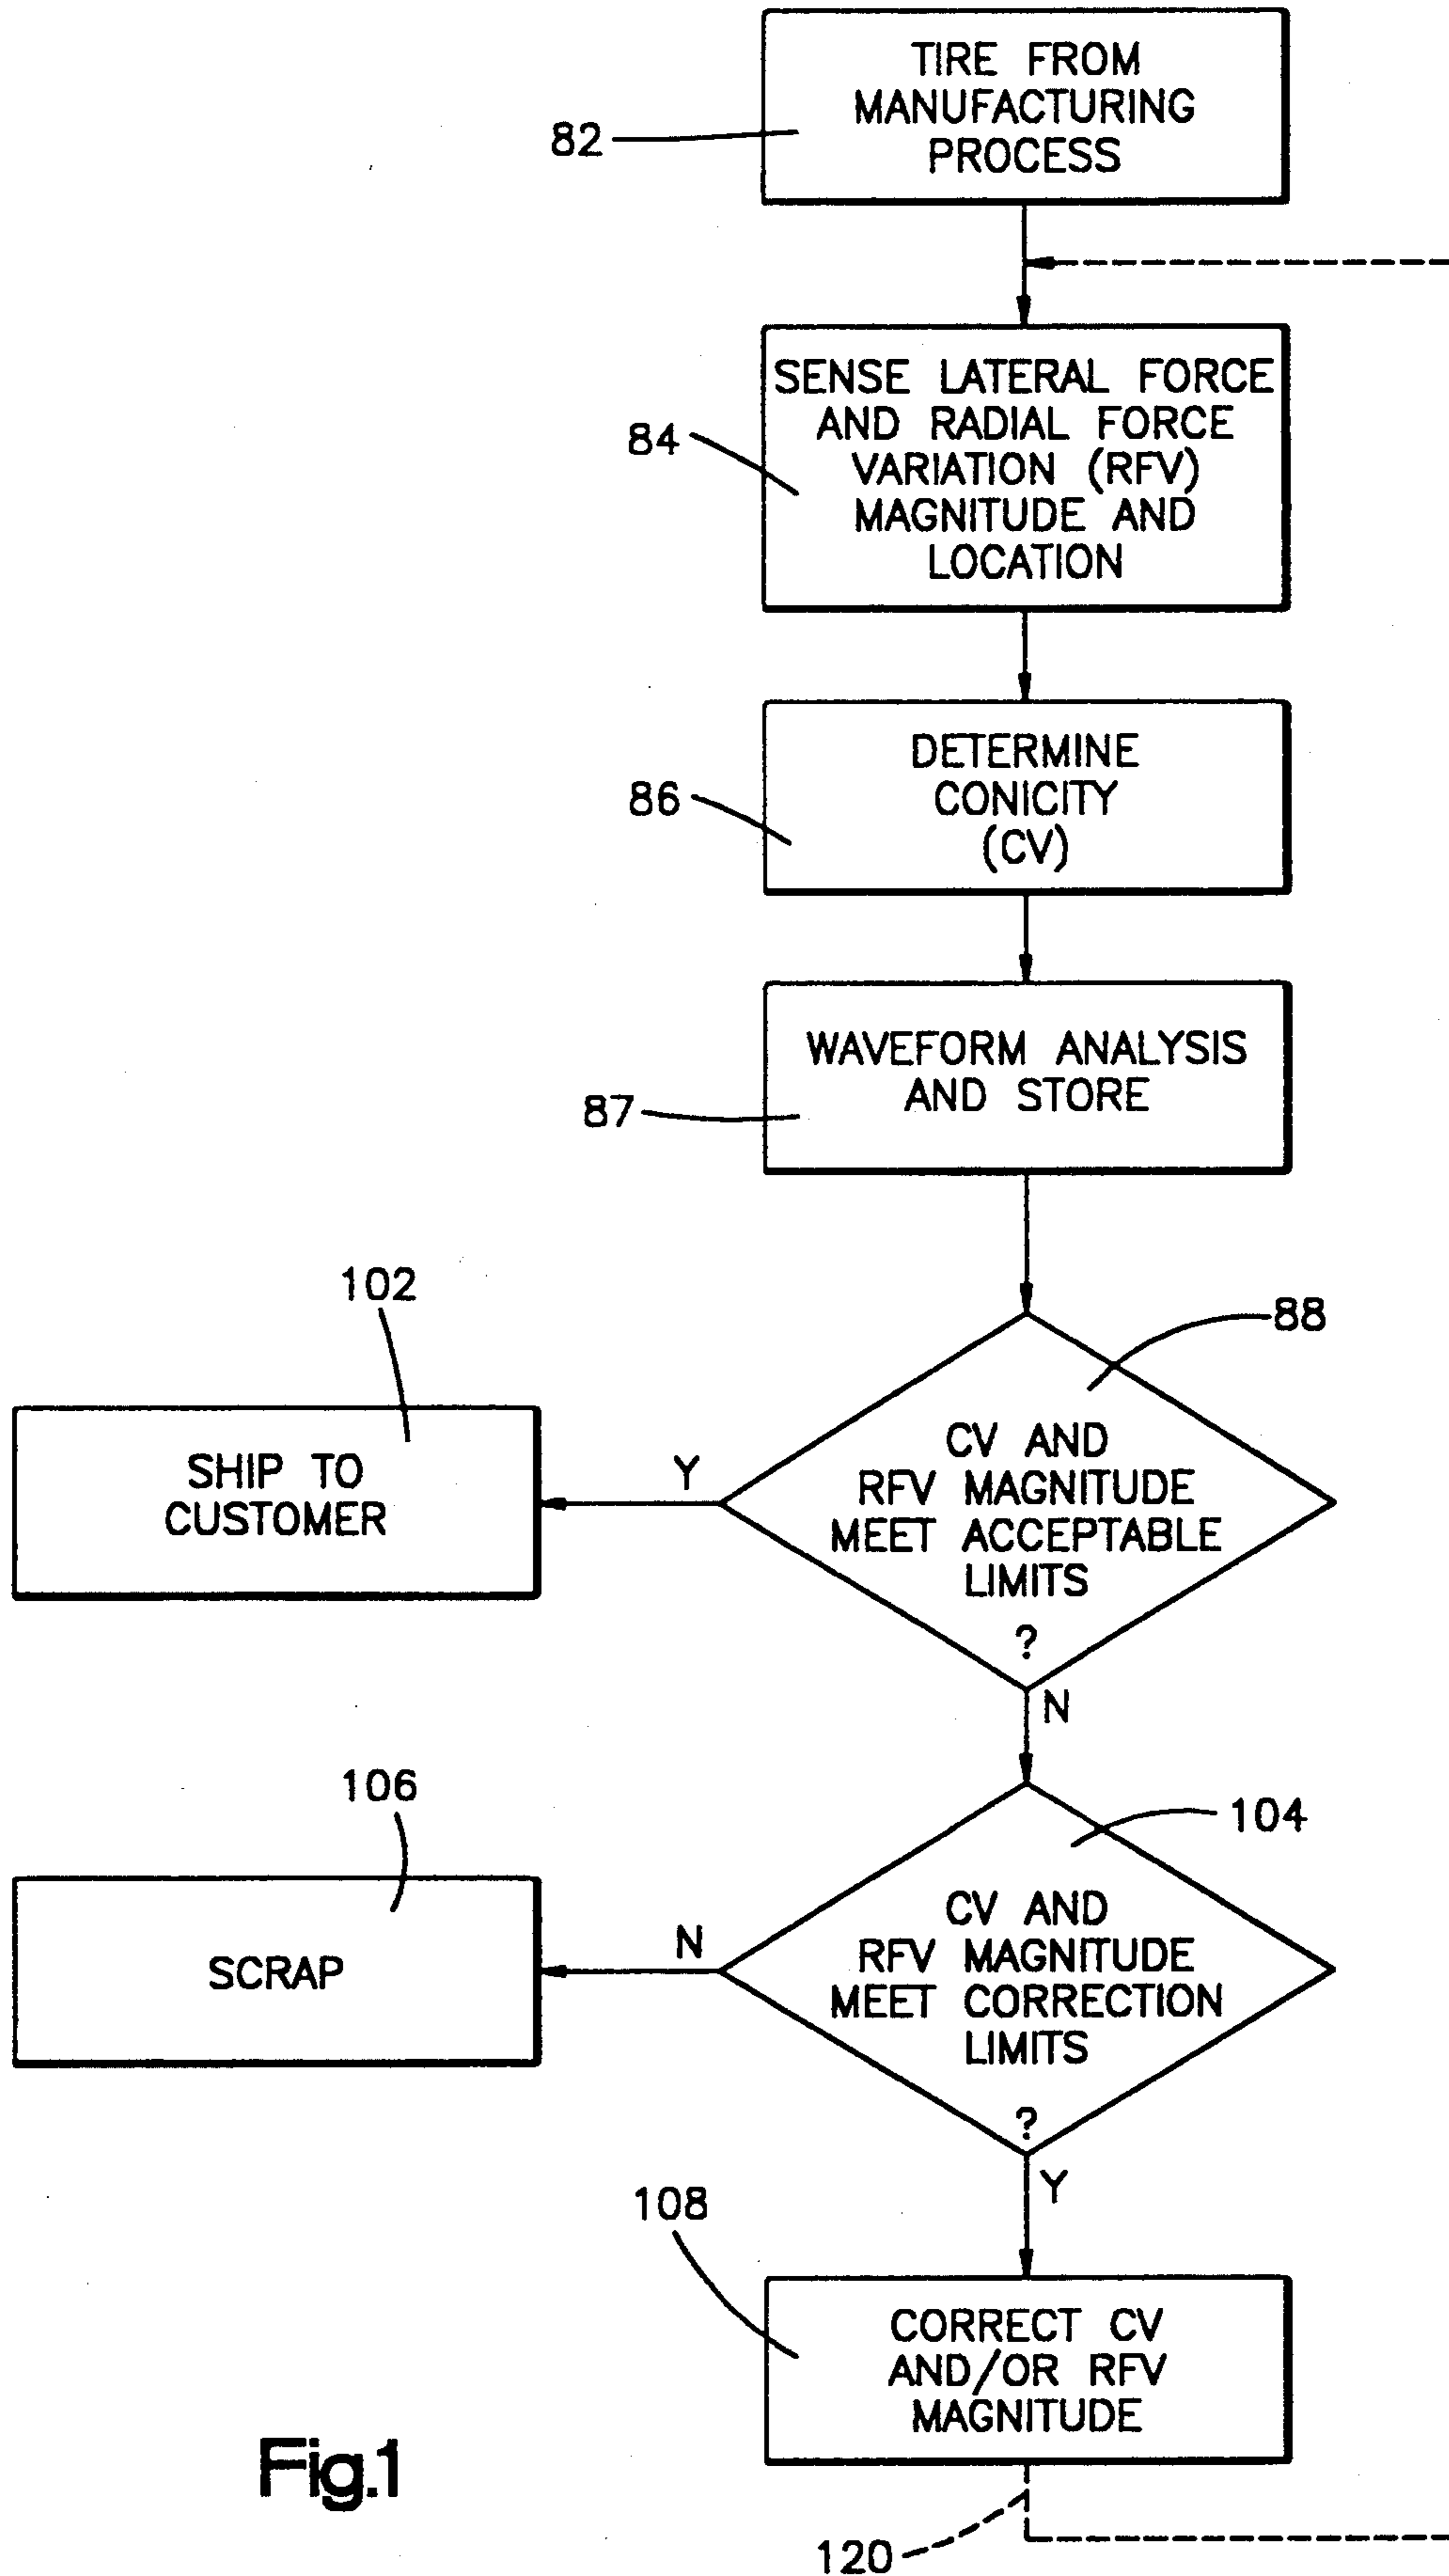 TIRE FROM
MANUFACTURING
PROCESS
82
SENSE LATERAL FORCE
AND RADIAL FORCE
VARIATION (RFV)
MAGNITUDE AND
LOCATION
84
DETERMINE
CONICITY
(CV)
86
WAVEFORM ANALYSIS
AND STORE
87
102
88
SHIP TO
CUSTOMER
Y
CV AND
RFV MAGNITUDE
MEET ACCEPTABLE
LIMITS
?
N
106
104
SCRAP
N
CV AND
RFV MAGNITUDE
MEET CORRECTION
LIMITS
?
Y
108
CORRECT CV
AND/OR RFV
MAGNITUDE
Fig.1
120